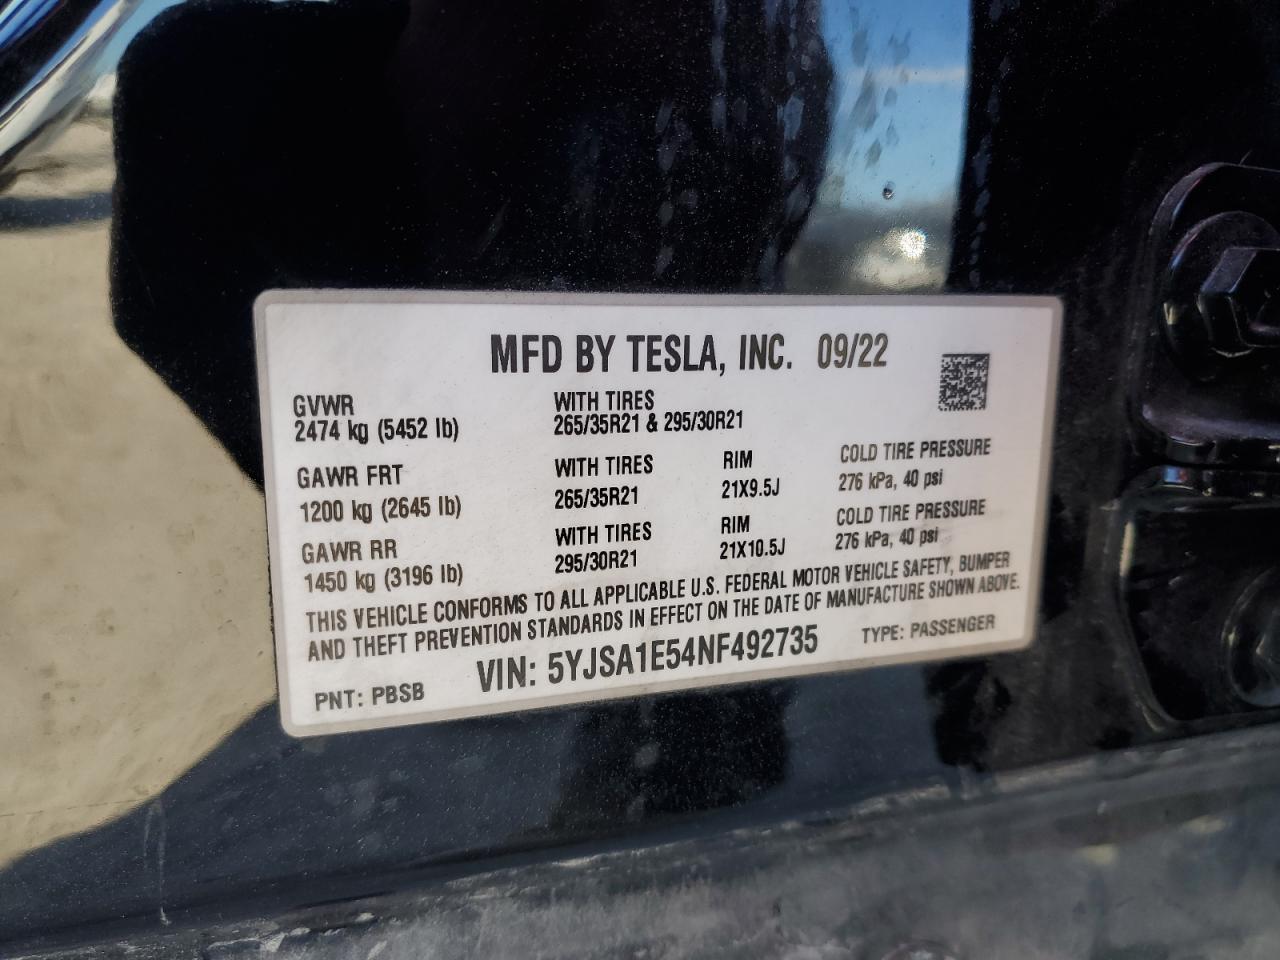 MFD BY TESLA, INC. 09/22
GVWR
2474 kg (5452 lb)
WITH TIRES
265/35R21 & 295/30R21
GAWR FRT
1200 kg (2645 lb)
WITH TIRES
265/35R21
RIM
21X9.5J
COLD TIRE PRESSURE
276 kPa, 40 psi
GAWR RR
1450 kg (3196 lb)
WITH TIRES
295/30R21
RIM
21X10.5J
COLD TIRE PRESSURE
276 kPa, 40 psi
THIS VEHICLE CONFORMS TO ALL APPLICABLE U.S. FEDERAL MOTOR VEHICLE SAFETY, BUMPER
AND THEFT PREVENTION STANDARDS IN EFFECT ON THE DATE OF MANUFACTURE SHOWN ABOVE.
PNT: PBSB VIN: 5YJSA1E54NF492735 TYPE: PASSENGER